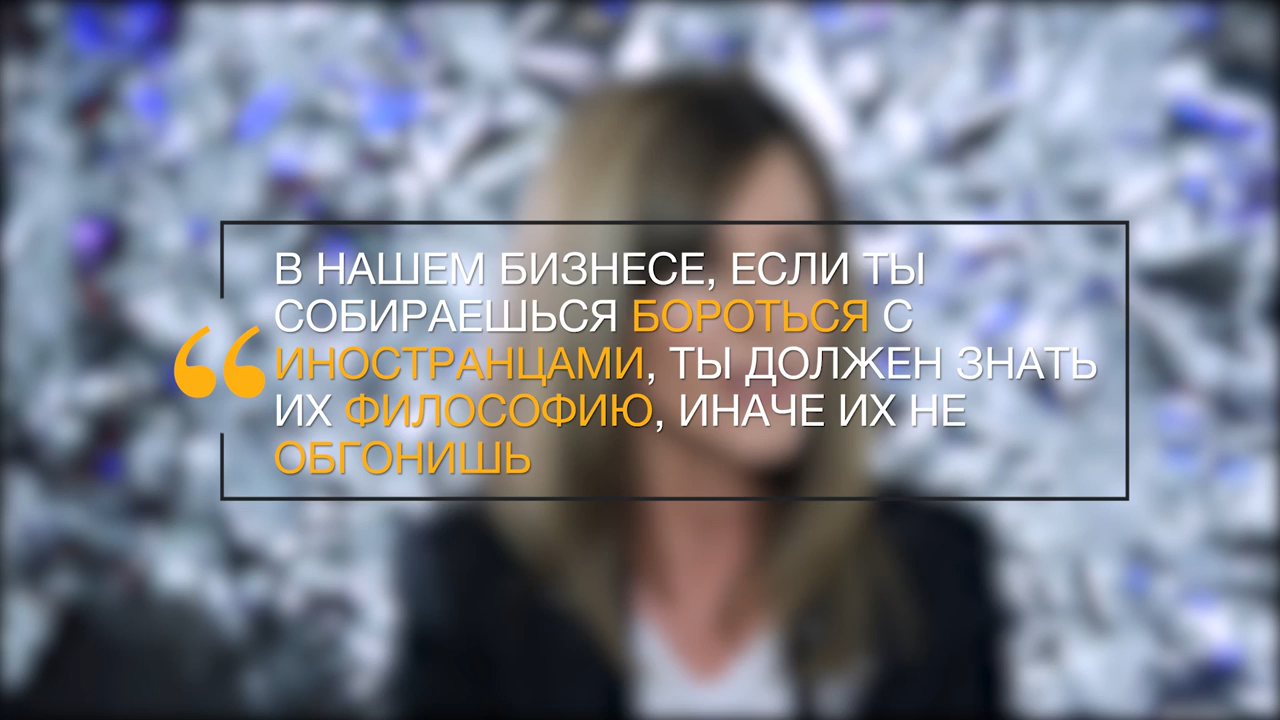 В НАШЕМ БИЗНЕСЕ, ЕСЛИ ТЫ
СОБИРАЕШЬСЯ БОРОТЬСЯ С
ИНОСТРАНЦАМИ, ТЫ ДОЛЖЕН ЗНАТЬ
ИХ ФИЛОСОФИЮ, ИНАЧЕ ИХ НЕ
ОБГОНИШЬ